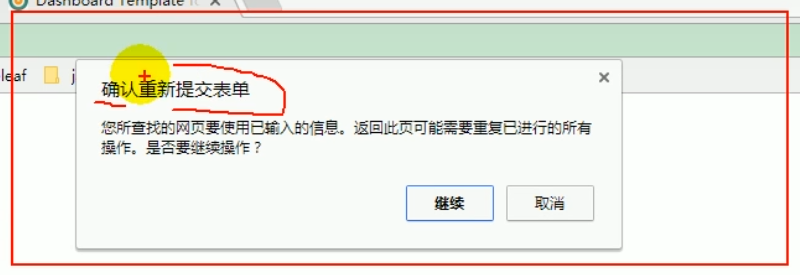 Dashboard Template fo
leaf
j
确认重新提交表单
您所查找的网页要使用已输入的信息。返回此页可能需要重复已进行的所有
操作。是否要继续操作？
继续 取消